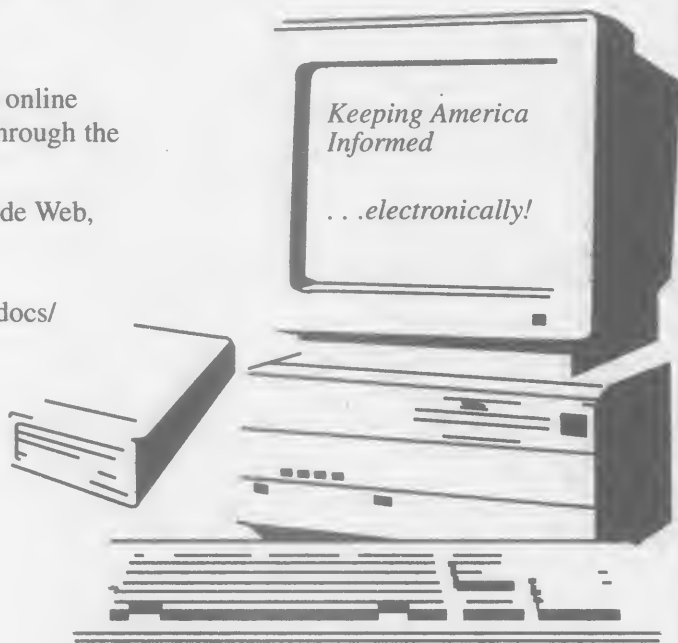 online
hrough the
de Web,
docs/
Keeping America
Informed
. . .electronically!